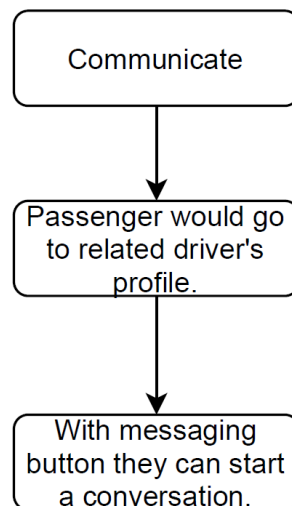 Communicate
Passenger would go
to related driver's
profile.
With messaging
button they can start
a conversation.